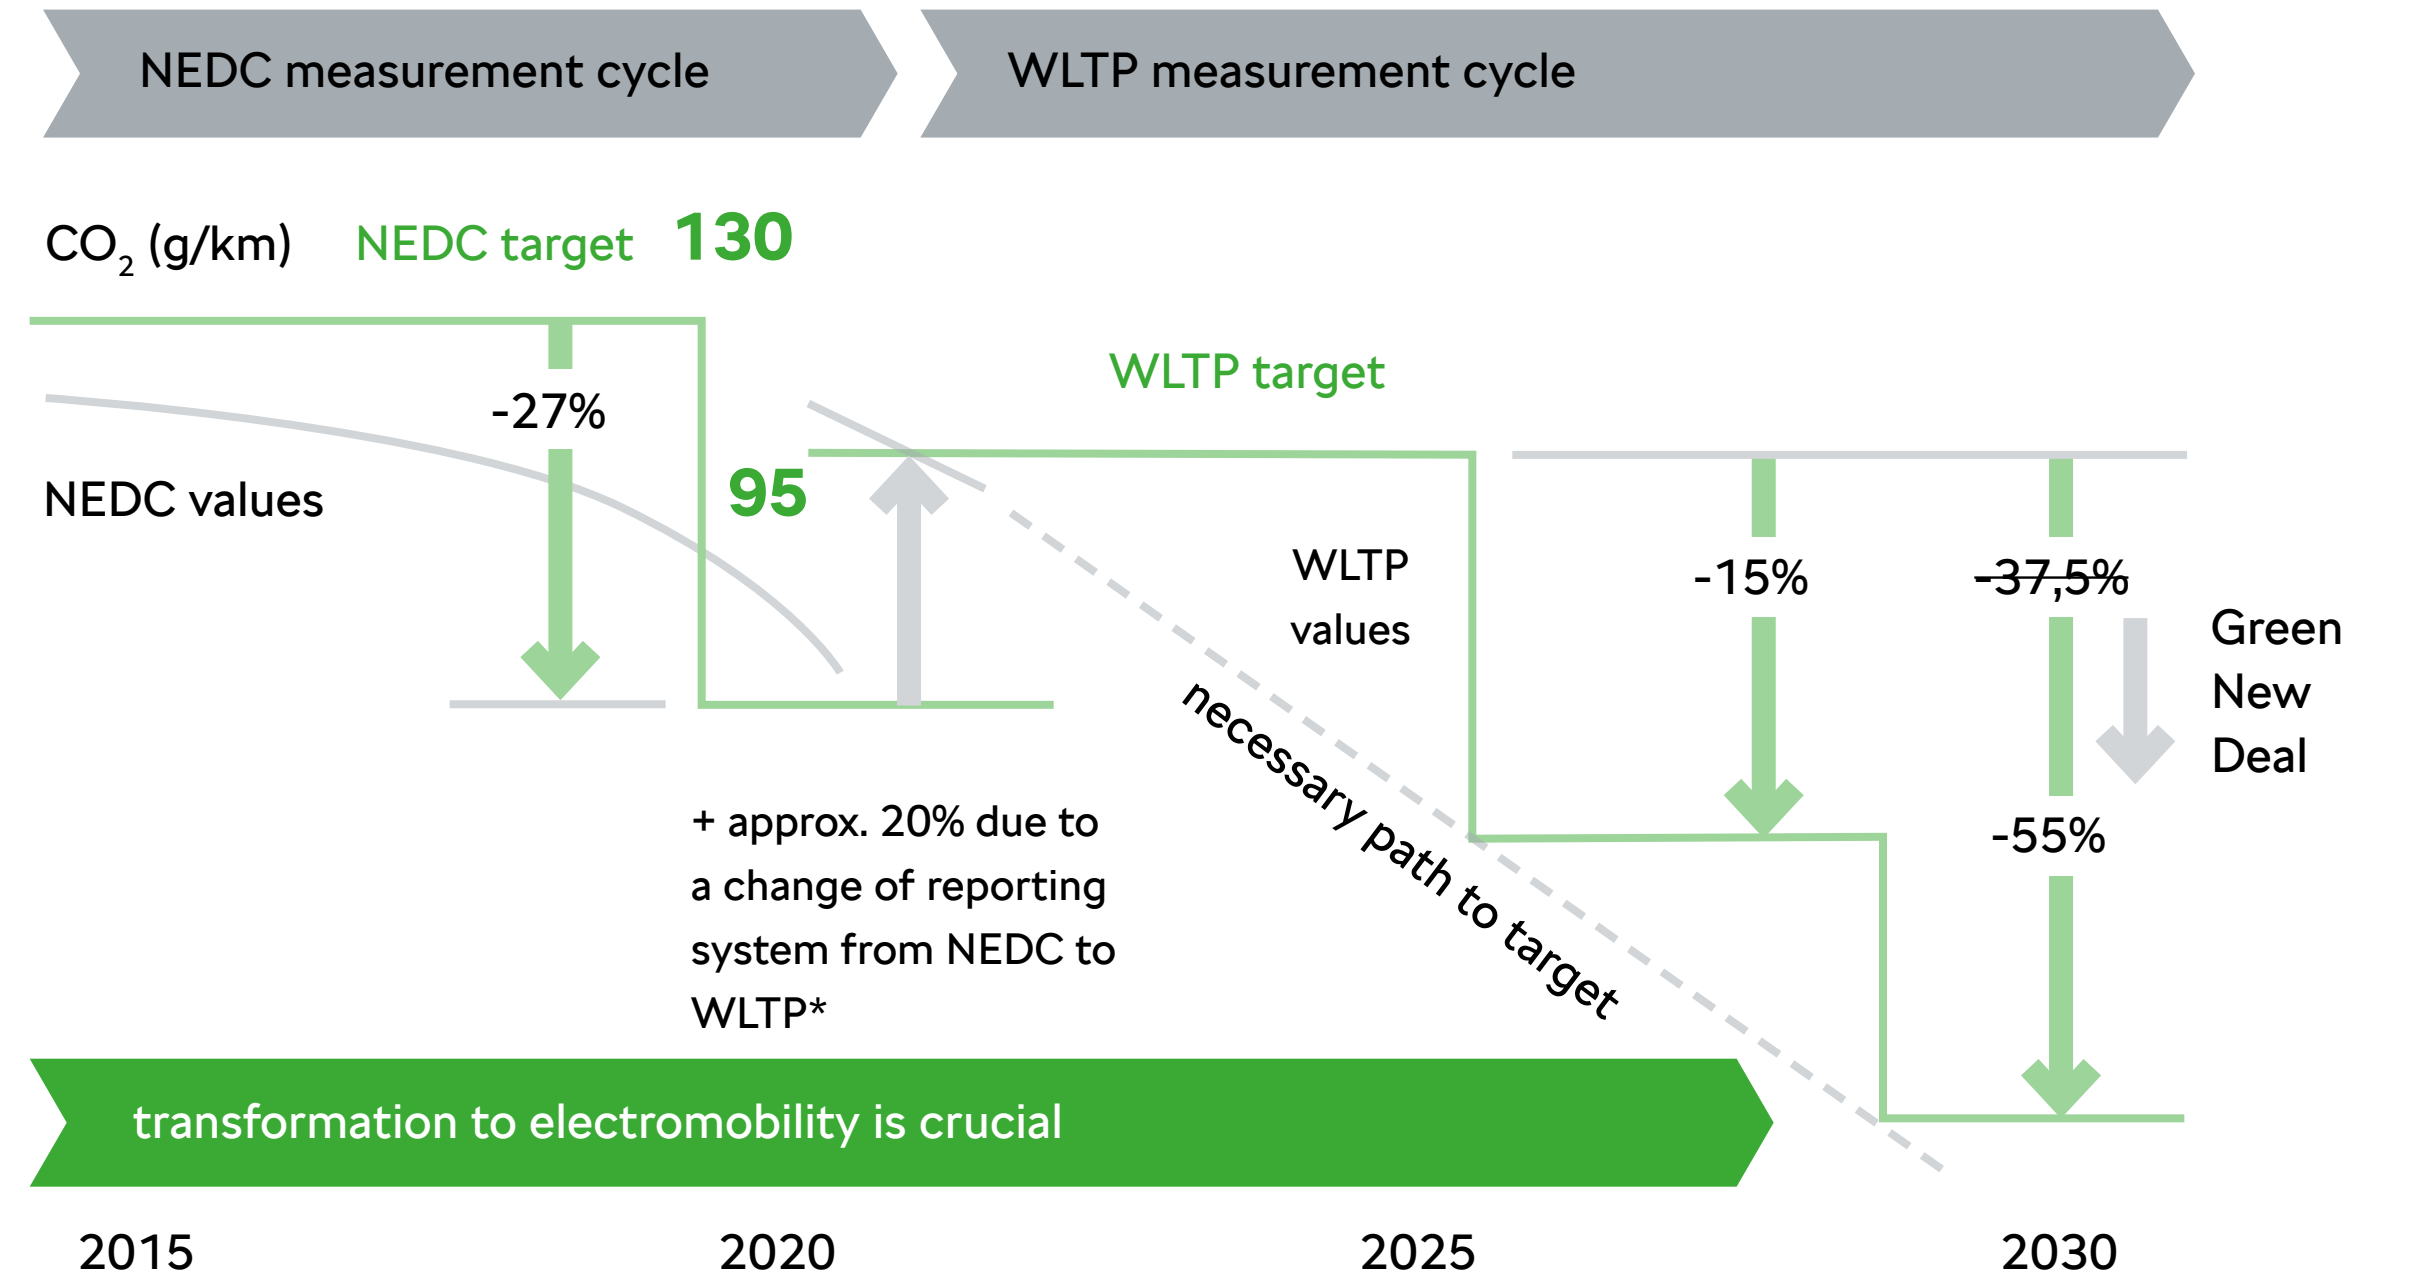 NEDC measurement cycle
WLTP measurement cycle
CO₂ (g/km)
NEDC target 130
WLTP target
-27%
NEDC values
95
WLTP
values
-15%
-37,5%
Green
New
Deal
-55%
necessary path to target
+ approx. 20% due to
a change of reporting
system from NEDC to
WLTP*
transformation to electromobility is crucial
2015
2020
2025
2030